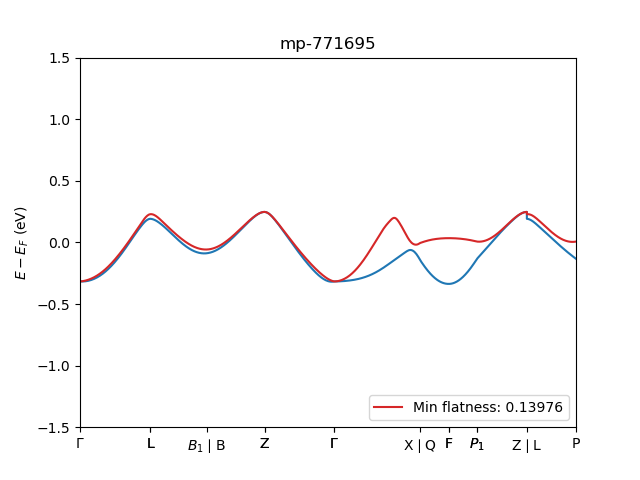 mp-771695
E − E_F (eV)
1.5
1.0
0.5
0.0
−0.5
−1.0
−1.5
Min flatness: 0.13976
Γ L B₁ | B Z Γ X | Q F P₁ Z | L P